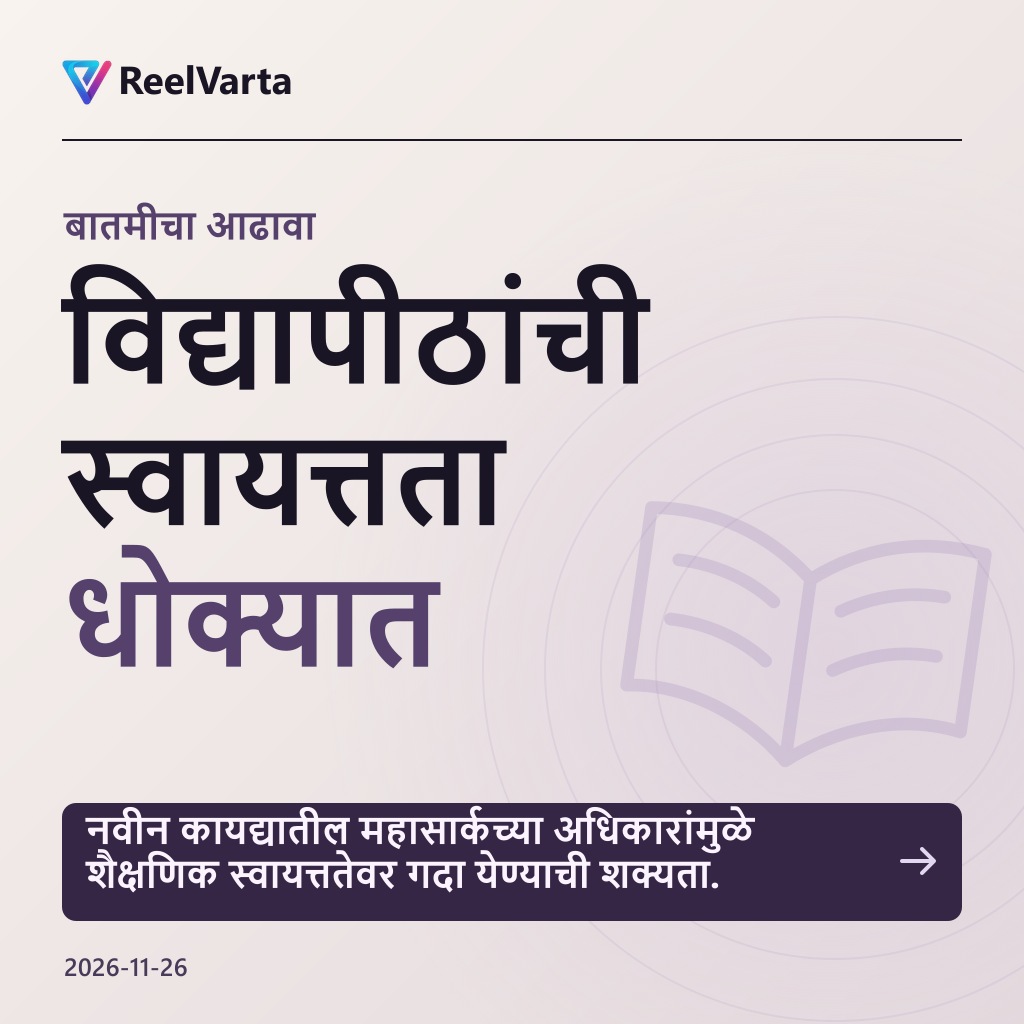 ReelVarta
बातमीचा आढावा
विद्यापीठांची
स्वायत्तता
धोक्यात
नवीन कायद्यातील महासार्कच्या अधिकारांमुळे
शैक्षणिक स्वायत्ततेवर गदा येण्याची शक्यता.
2026-11-26